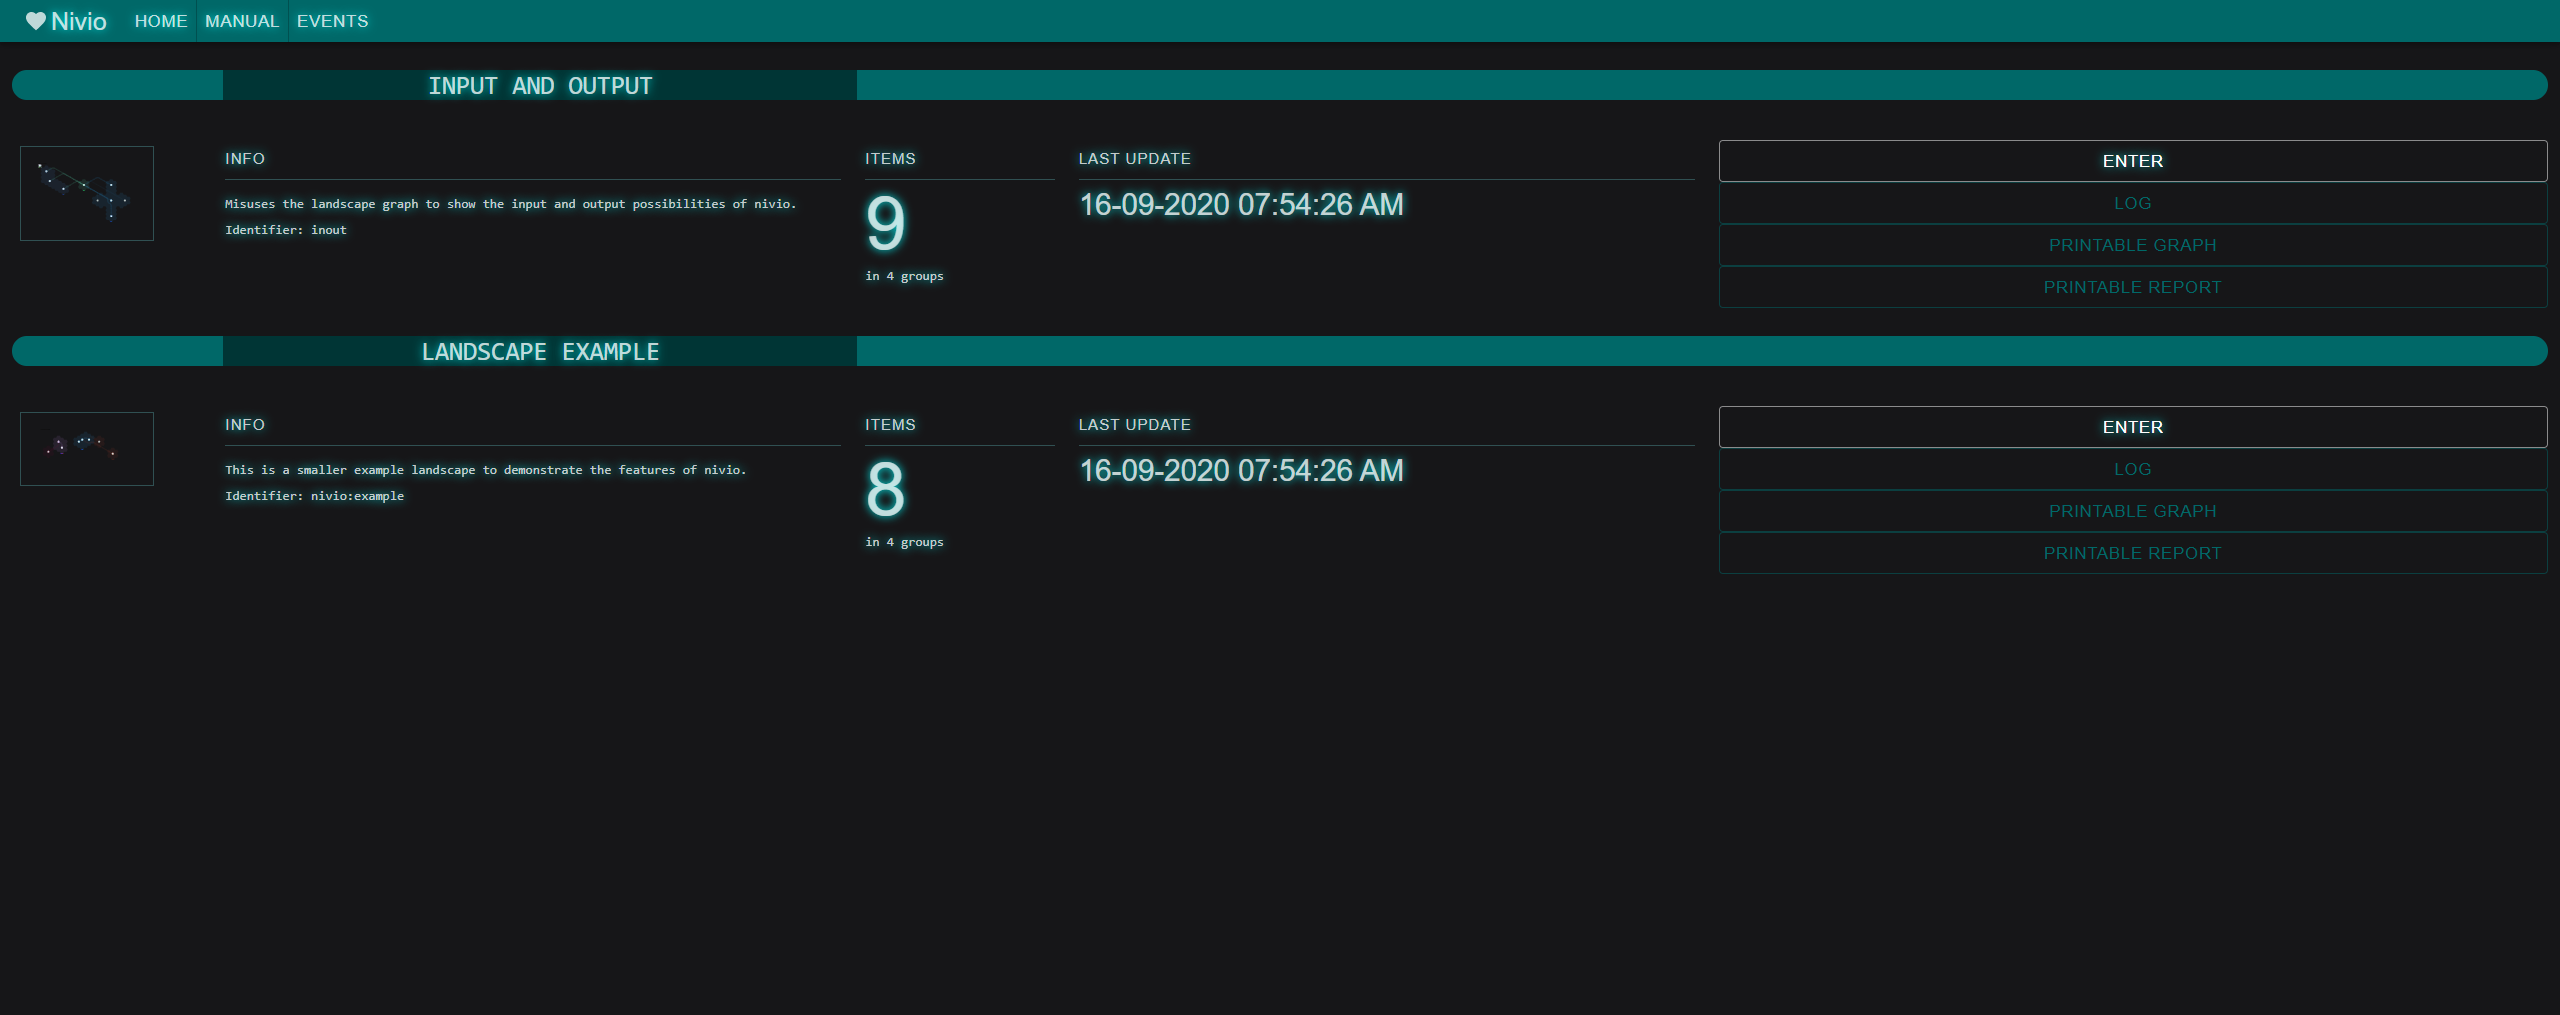 Nivio HOME MANUAL EVENTS
INPUT AND OUTPUT
INFO
Misuses the landscape graph to show the input and output possibilities of nivio.
Identifier: inout
ITEMS
9
in 4 groups
LAST UPDATE
16-09-2020 07:54:26 AM
ENTER
LOG
PRINTABLE GRAPH
PRINTABLE REPORT
LANDSCAPE EXAMPLE
INFO
This is a smaller example landscape to demonstrate the features of nivio.
Identifier: nivio:example
ITEMS
8
in 4 groups
LAST UPDATE
16-09-2020 07:54:26 AM
ENTER
LOG
PRINTABLE GRAPH
PRINTABLE REPORT